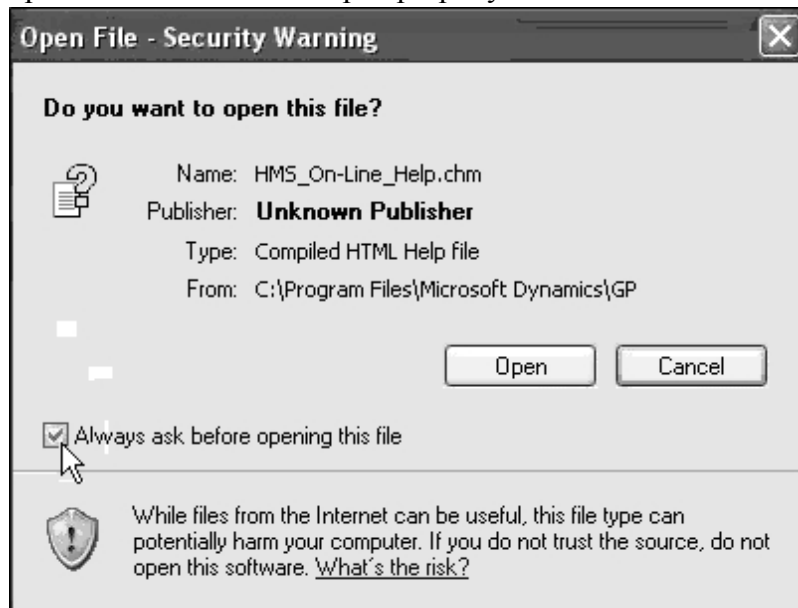 Open File - Security Warning
Do you want to open this file?
Name: HMS_On-Line_Help.chm
Publisher: Unknown Publisher
Type: Compiled HTML Help file
From: C:\Program Files\Microsoft Dynamics\GP
Open Cancel
Always ask before opening this file
While files from the Internet can be useful, this file type can
potentially harm your computer. If you do not trust the source, do not
open this software. What's the risk?